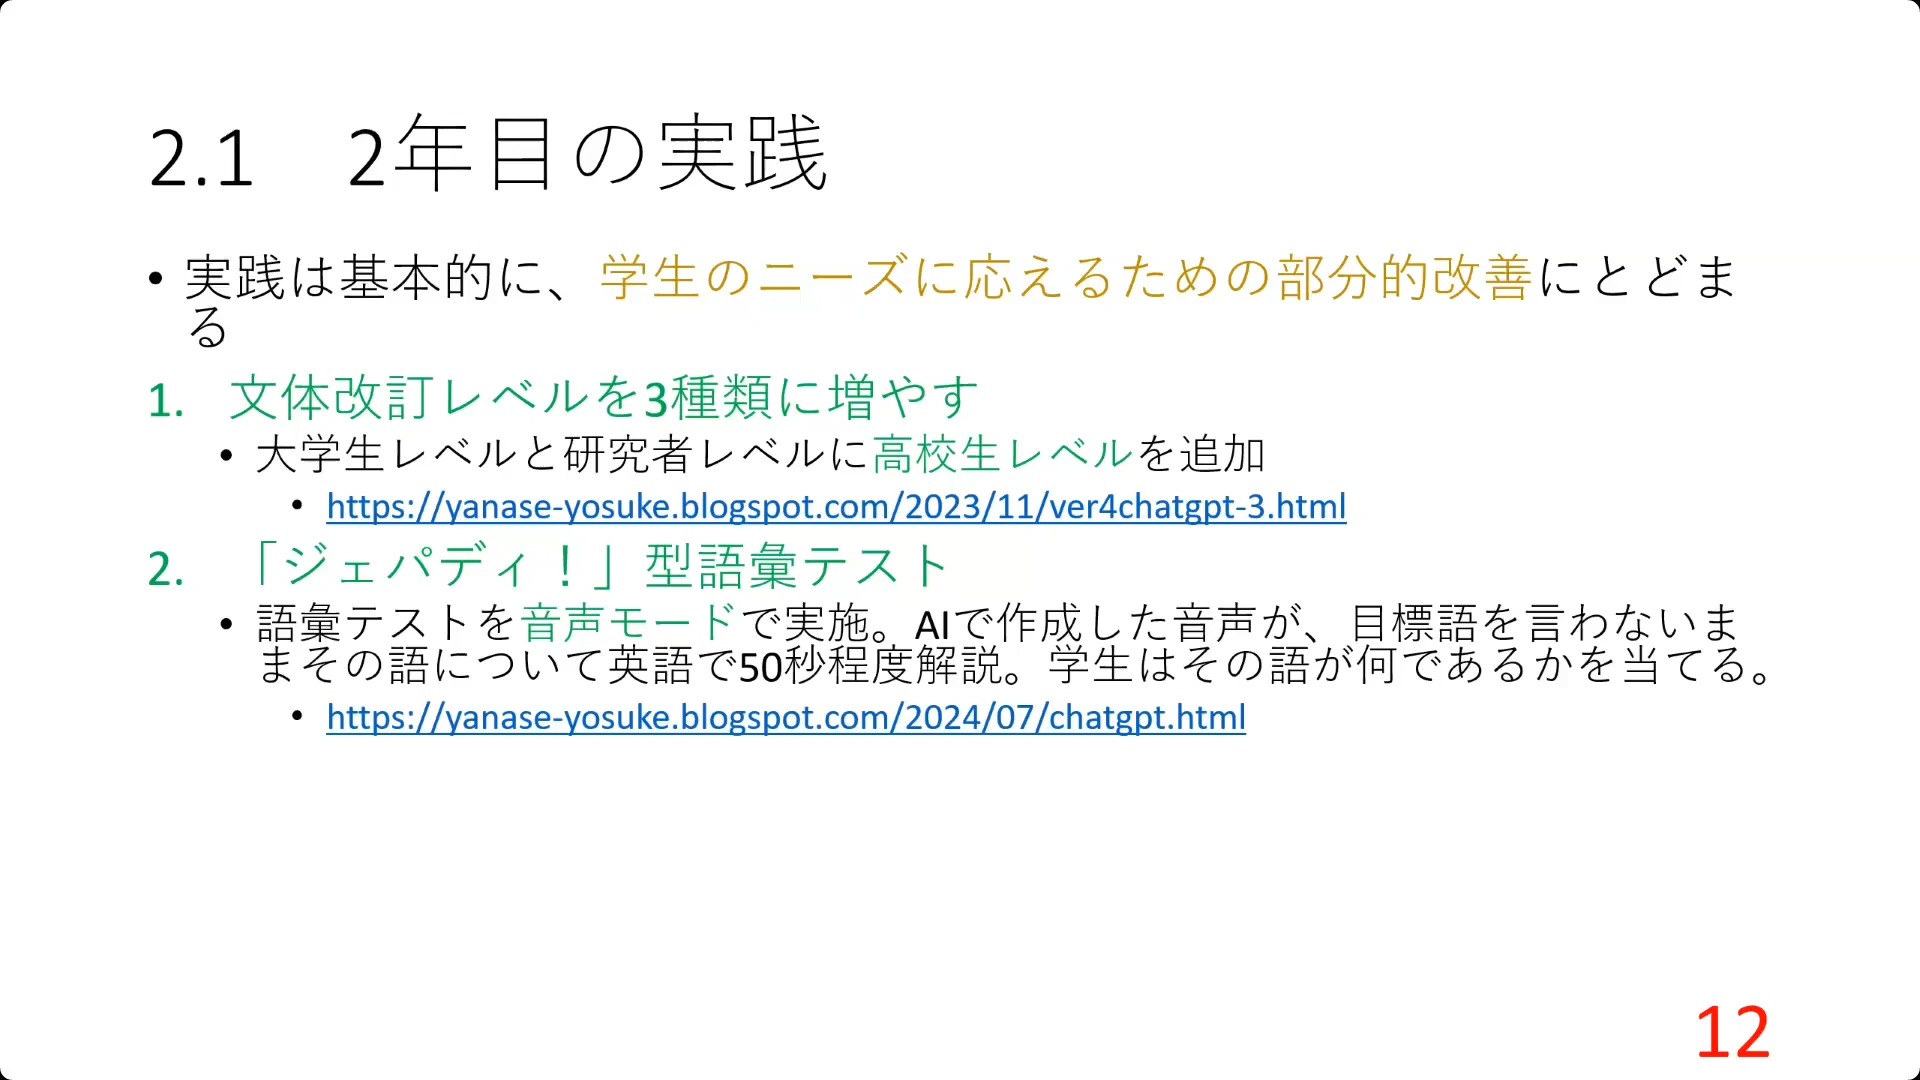 2.1　2年目の実践
• 実践は基本的に、学生のニーズに応えるための部分的改善にとどま
る
1. 文体改訂レベルを3種類に増やす
• 大学生レベルと研究者レベルに高校生レベルを追加
• https://yanase-yosuke.blogspot.com/2023/11/ver4chatgpt-3.html
2. 「ジェパディ！」型語彙テスト
• 語彙テストを音声モードで実施。AIで作成した音声が、目標語を言わないま
まその語について英語で50秒程度解説。学生はその語が何であるかを当てる。
• https://yanase-yosuke.blogspot.com/2024/07/chatgpt.html
12